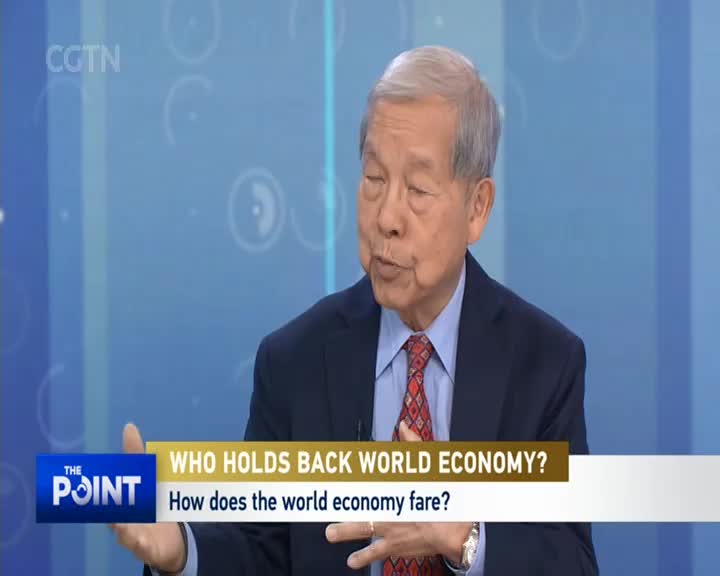 CGTN
WHO HOLDS BACK WORLD ECONOMY?
THE
POINT
How does the world economy fare?